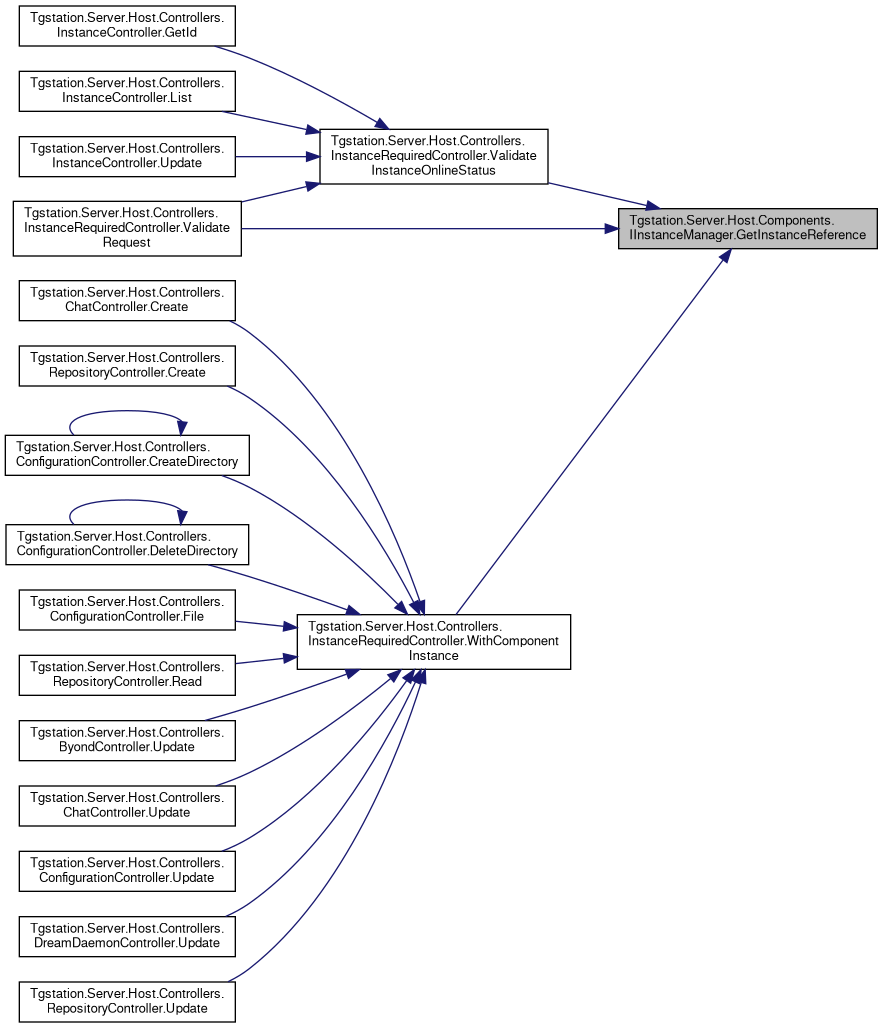 Tgstation.Server.Host.Controllers.
InstanceController.GetId
Tgstation.Server.Host.Controllers.
InstanceController.List
Tgstation.Server.Host.Controllers.
InstanceRequiredController.Validate
InstanceOnlineStatus
Tgstation.Server.Host.Controllers.
InstanceController.Update
Tgstation.Server.Host.Controllers.
InstanceRequiredController.Validate
Request
Tgstation.Server.Host.Components.
IInstanceManager.GetInstanceReference
Tgstation.Server.Host.Controllers.
ChatController.Create
Tgstation.Server.Host.Controllers.
RepositoryController.Create
Tgstation.Server.Host.Controllers.
ConfigurationController.CreateDirectory
Tgstation.Server.Host.Controllers.
ConfigurationController.DeleteDirectory
Tgstation.Server.Host.Controllers.
ConfigurationController.File
Tgstation.Server.Host.Controllers.
InstanceRequiredController.WithComponent
Instance
Tgstation.Server.Host.Controllers.
RepositoryController.Read
Tgstation.Server.Host.Controllers.
ByondController.Update
Tgstation.Server.Host.Controllers.
ChatController.Update
Tgstation.Server.Host.Controllers.
ConfigurationController.Update
Tgstation.Server.Host.Controllers.
DreamDaemonController.Update
Tgstation.Server.Host.Controllers.
RepositoryController.Update